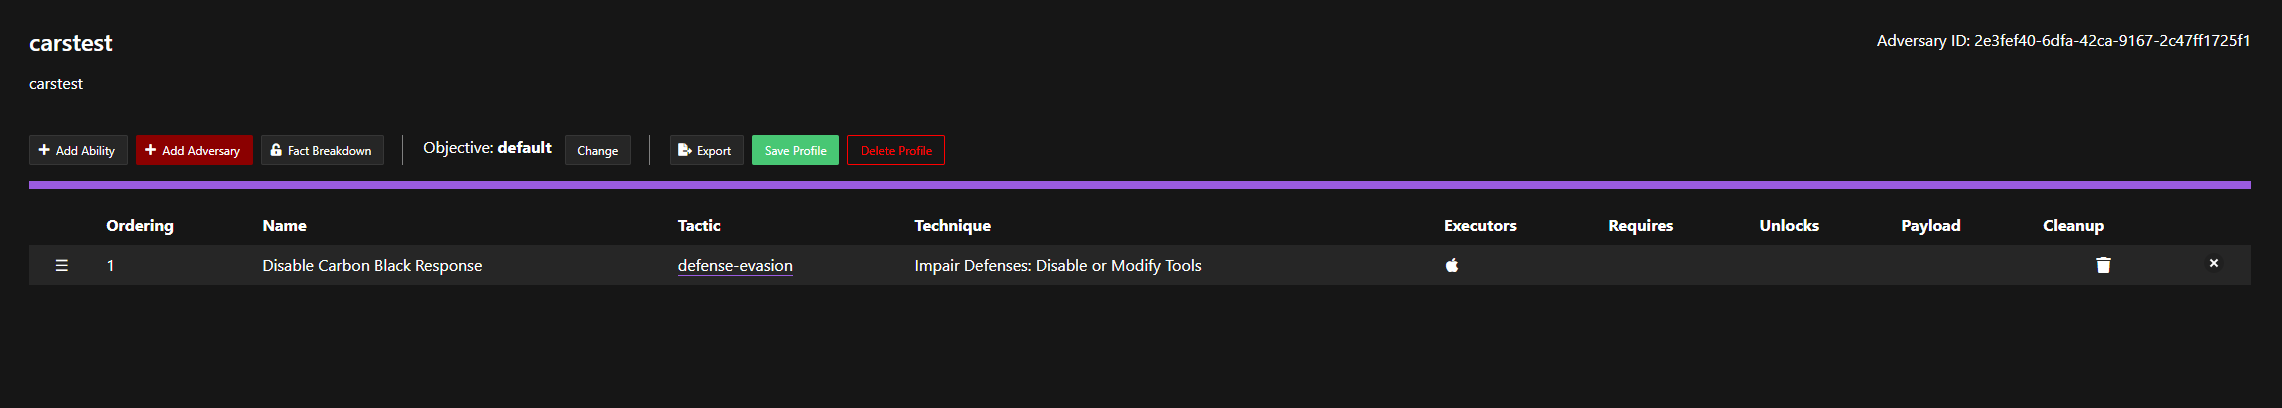 carstest
Adversary ID: 2e3fef40-6dfa-42ca-9167-2c47ff1725f1
carstest
Add Ability Add Adversary Fact Breakdown Objective: default Change Export Save Profile Delete Profile
Ordering Name Tactic Technique Executors Requires Unlocks Payload Cleanup
1 Disable Carbon Black Response defense-evasion Impair Defenses: Disable or Modify Tools